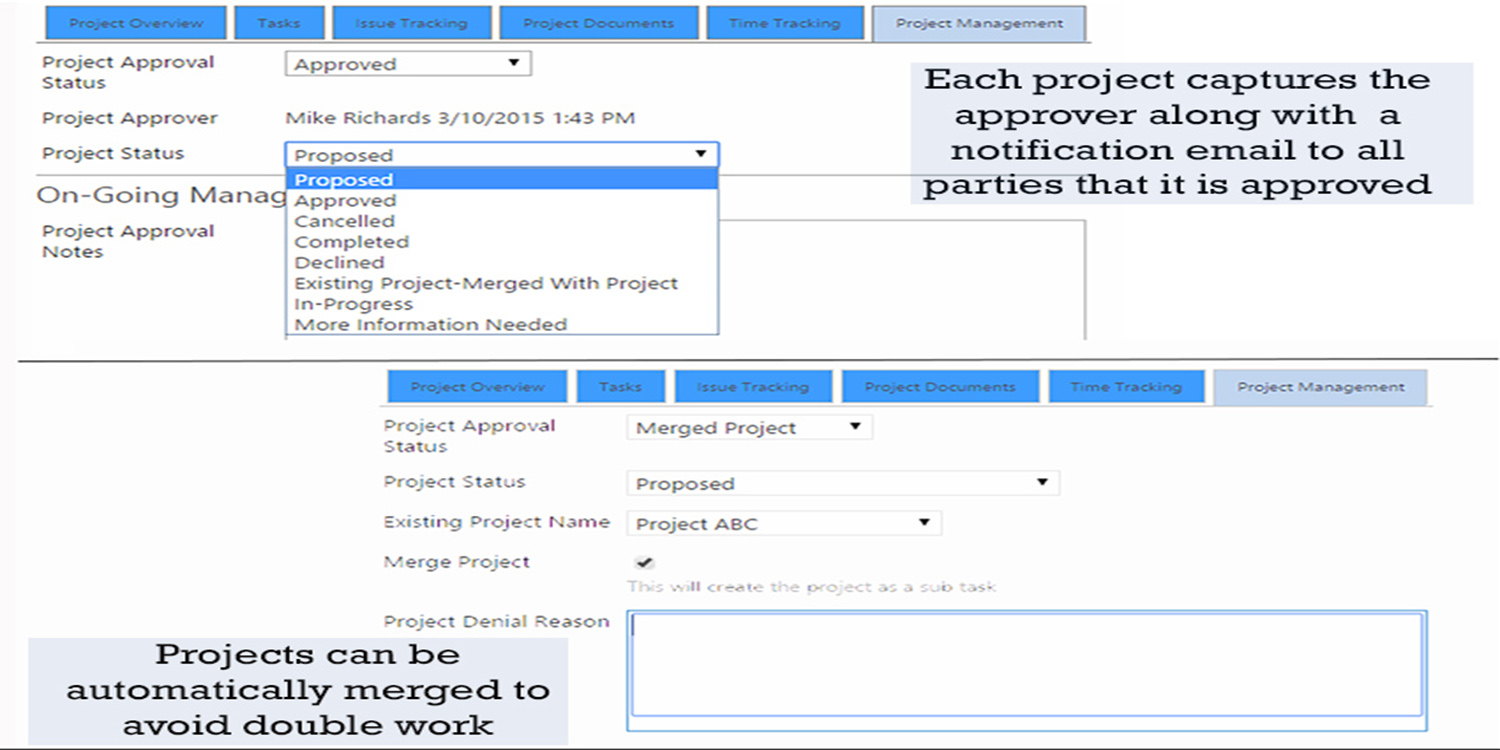 Project Overview Tasks Issue Tracking Project Documents Time Tracking Project Management
Project Approval
Status
Approved
Project Approver Mike Richards 3/10/2015 1:43 PM
Project Status Proposed
Proposed
Approved
Cancelled
Completed
Declined
Existing Project-Merged With Project
In-Progress
More Information Needed
On-Going Manag
Project Approval
Notes
Each project captures the
approver along with a
notification email to all
parties that it is approved
Project Overview Tasks Issue Tracking Project Documents Time Tracking Project Management
Project Approval
Status
Merged Project
Project Status Proposed
Existing Project Name Project ABC
Merge Project
This will create the project as a sub task
Project Denial Reason
Projects can be
automatically merged to
avoid double work